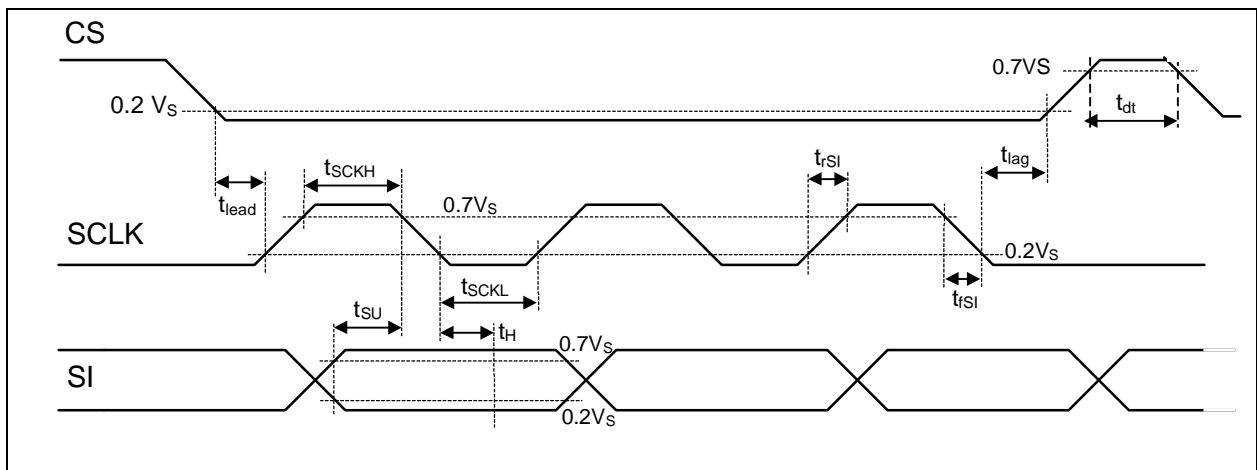 CS
0.7VS
0.2 VS
tdt
tSCKH
trSI
tlag
tlead
0.7VS
SCLK
0.2VS
tSCKL
tfSI
tSU
tH
0.7VS
SI
0.2VS